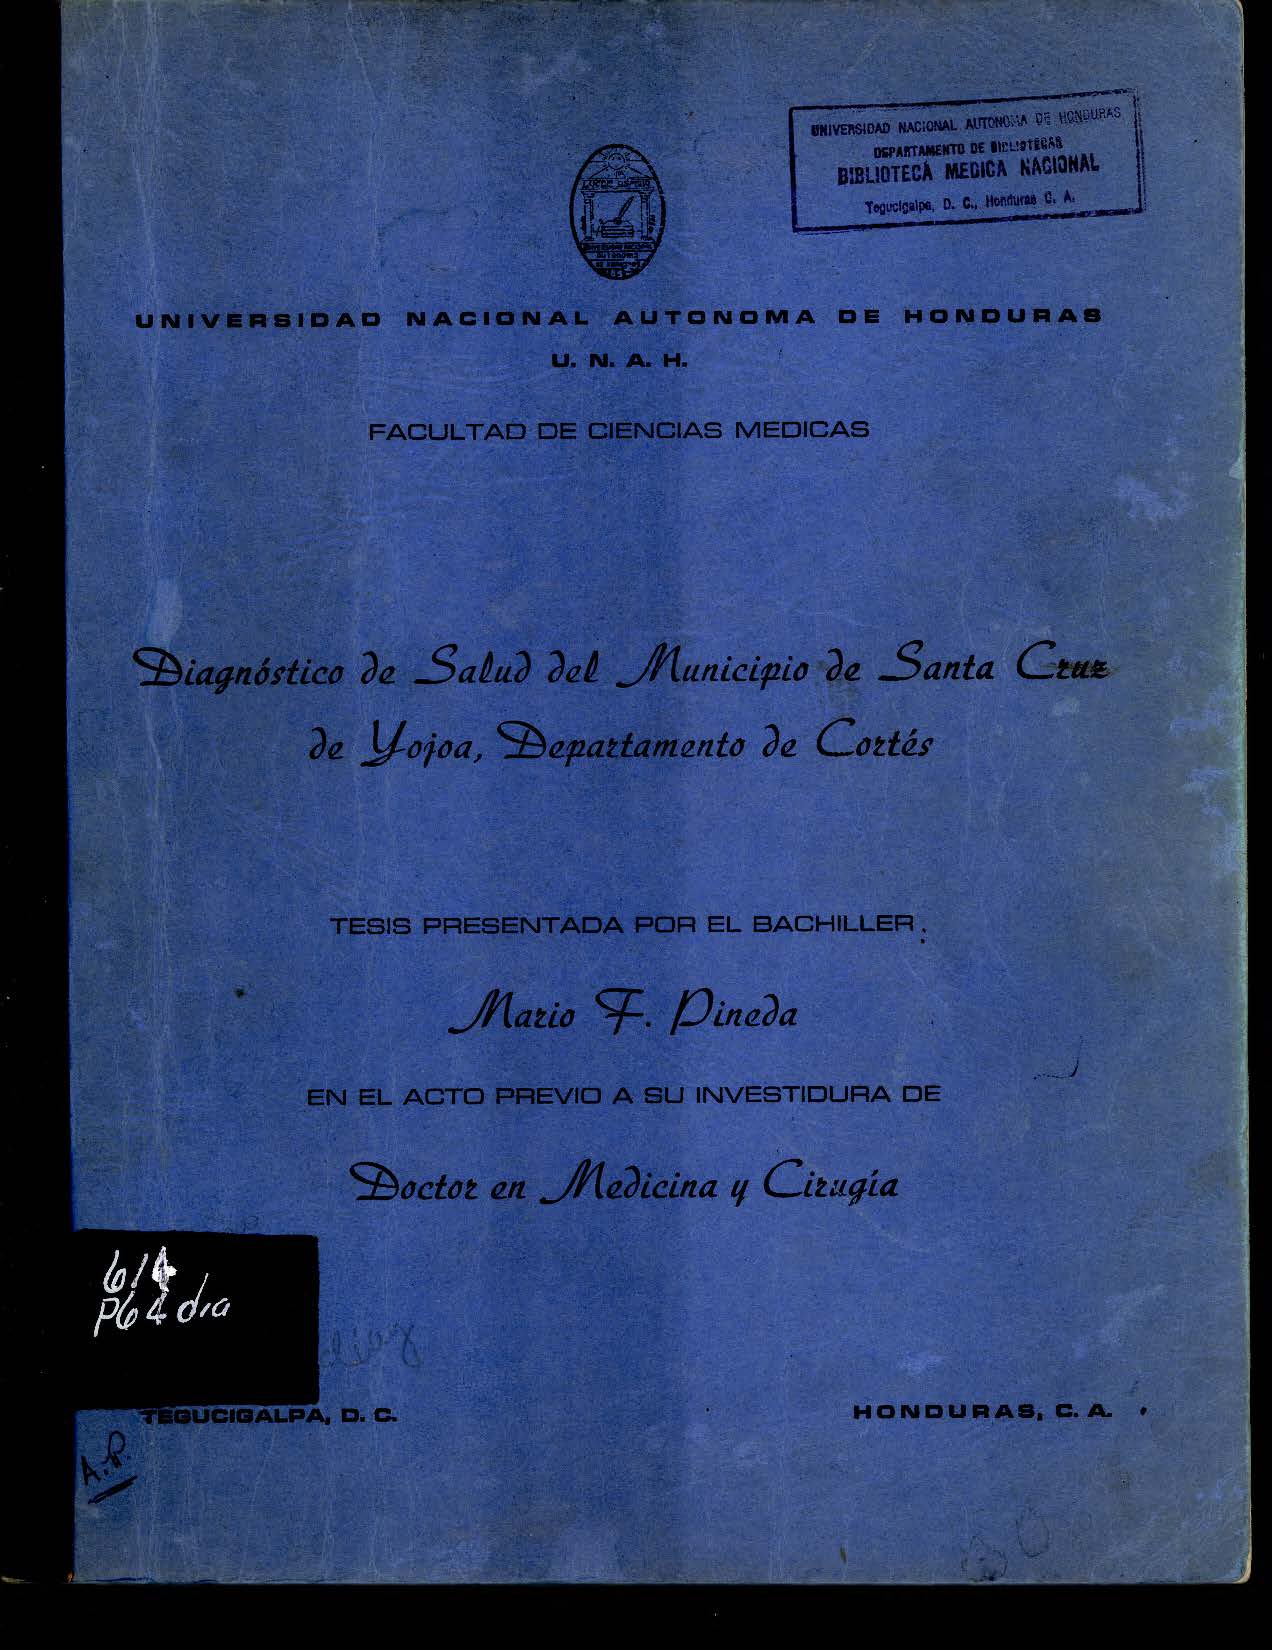 UNIVERSIDAD NACIONAL AUTONOMA DE HONDURAS
DEPARTAMENTO DE BIBLIOTECAS
BIBLIOTECA MEDICA NACIONAL
Tegucigalpa, D. C., Honduras C. A.
UNIVERSIDAD NACIONAL AUTONOMA DE HONDURAS
U. N. A. H.
FACULTAD DE CIENCIAS MEDICAS
Diagnóstico de Salud del Municipio de Santa Cruz
de Yojoa, Departamento de Cortés
TESIS PRESENTADA POR EL BACHILLER:
Mario F. Pineda
EN EL ACTO PREVIO A SU INVESTIDURA DE
Doctor en Medicina y Cirugía
614
P64 dia
TEGUCIGALPA, D. C.
HONDURAS, C. A.
A.P.